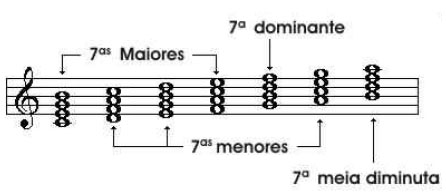 7ª dominante
7ªˢ Maiores
7ªˢ menores
7ª meia diminuta